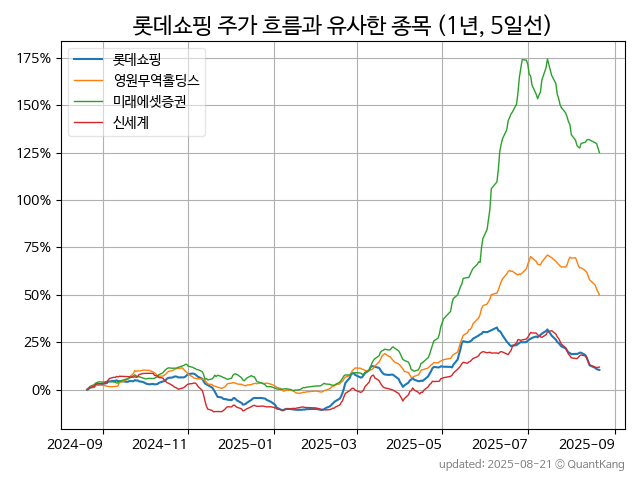 롯데쇼핑 주가 흐름과 유사한 종목 (1년, 5일선)
롯데쇼핑
영원무역홀딩스
미래에셋증권
신세계
175%
150%
125%
100%
75%
50%
25%
0%
2024-09
2024-11
2025-01
2025-03
2025-05
2025-07
2025-09
updated: 2025-08-21 © QuantKang